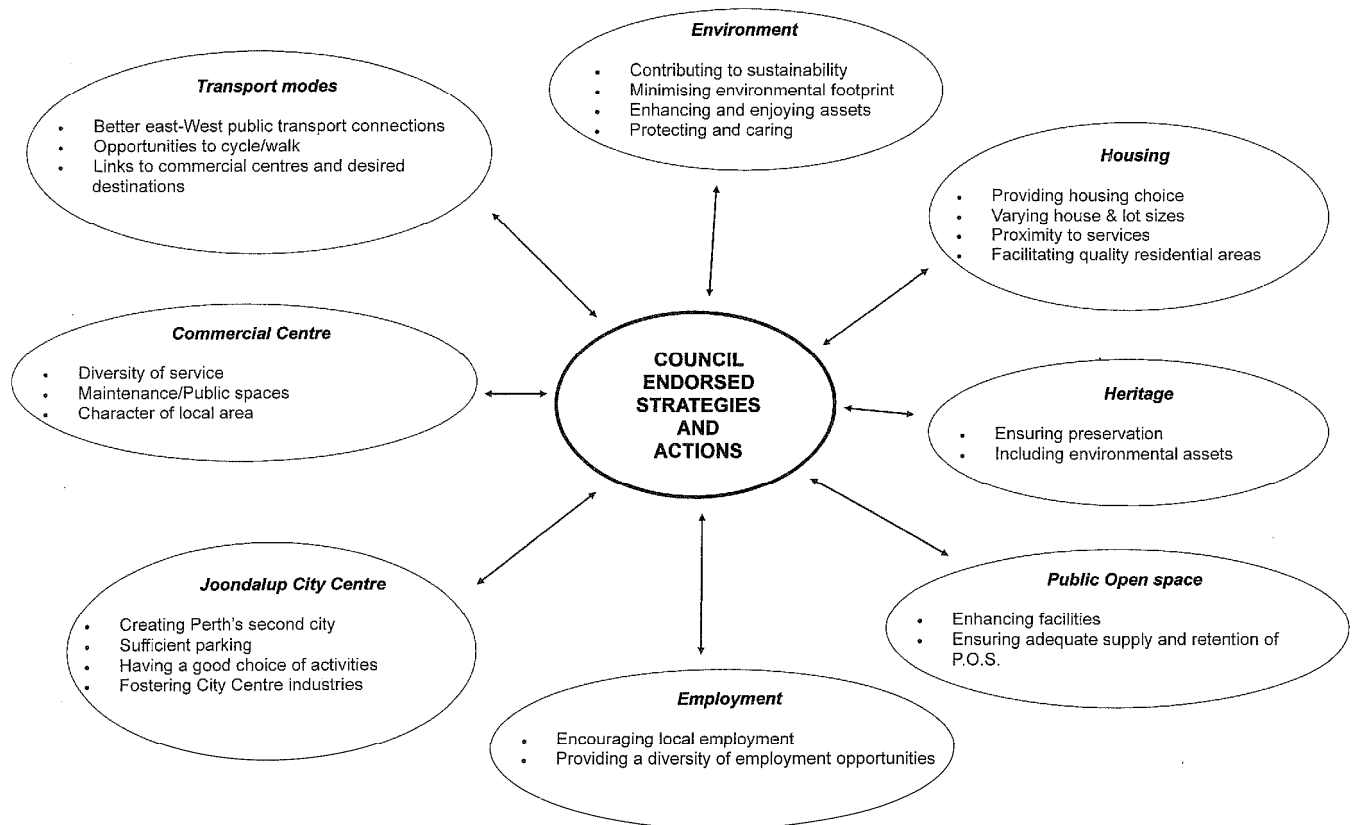 Environment
• Contributing to sustainability
• Minimising environmental footprint
• Enhancing and enjoying assets
• Protecting and caring
Transport modes
• Better east-West public transport connections
• Opportunities to cycle/walk
• Links to commercial centres and desired
destinations
Housing
• Providing housing choice
• Varying house & lot sizes
• Proximity to services
• Facilitating quality residential areas
Commercial Centre
• Diversity of service
• Maintenance/Public spaces
• Character of local area
COUNCIL
ENDORSED
STRATEGIES
AND
ACTIONS
Heritage
• Ensuring preservation
• Including environmental assets
Joondalup City Centre
• Creating Perth's second city
• Sufficient parking
• Having a good choice of activities
• Fostering City Centre industries
Public Open space
• Enhancing facilities
• Ensuring adequate supply and retention of
P.O.S.
Employment
• Encouraging local employment
• Providing a diversity of employment opportunities